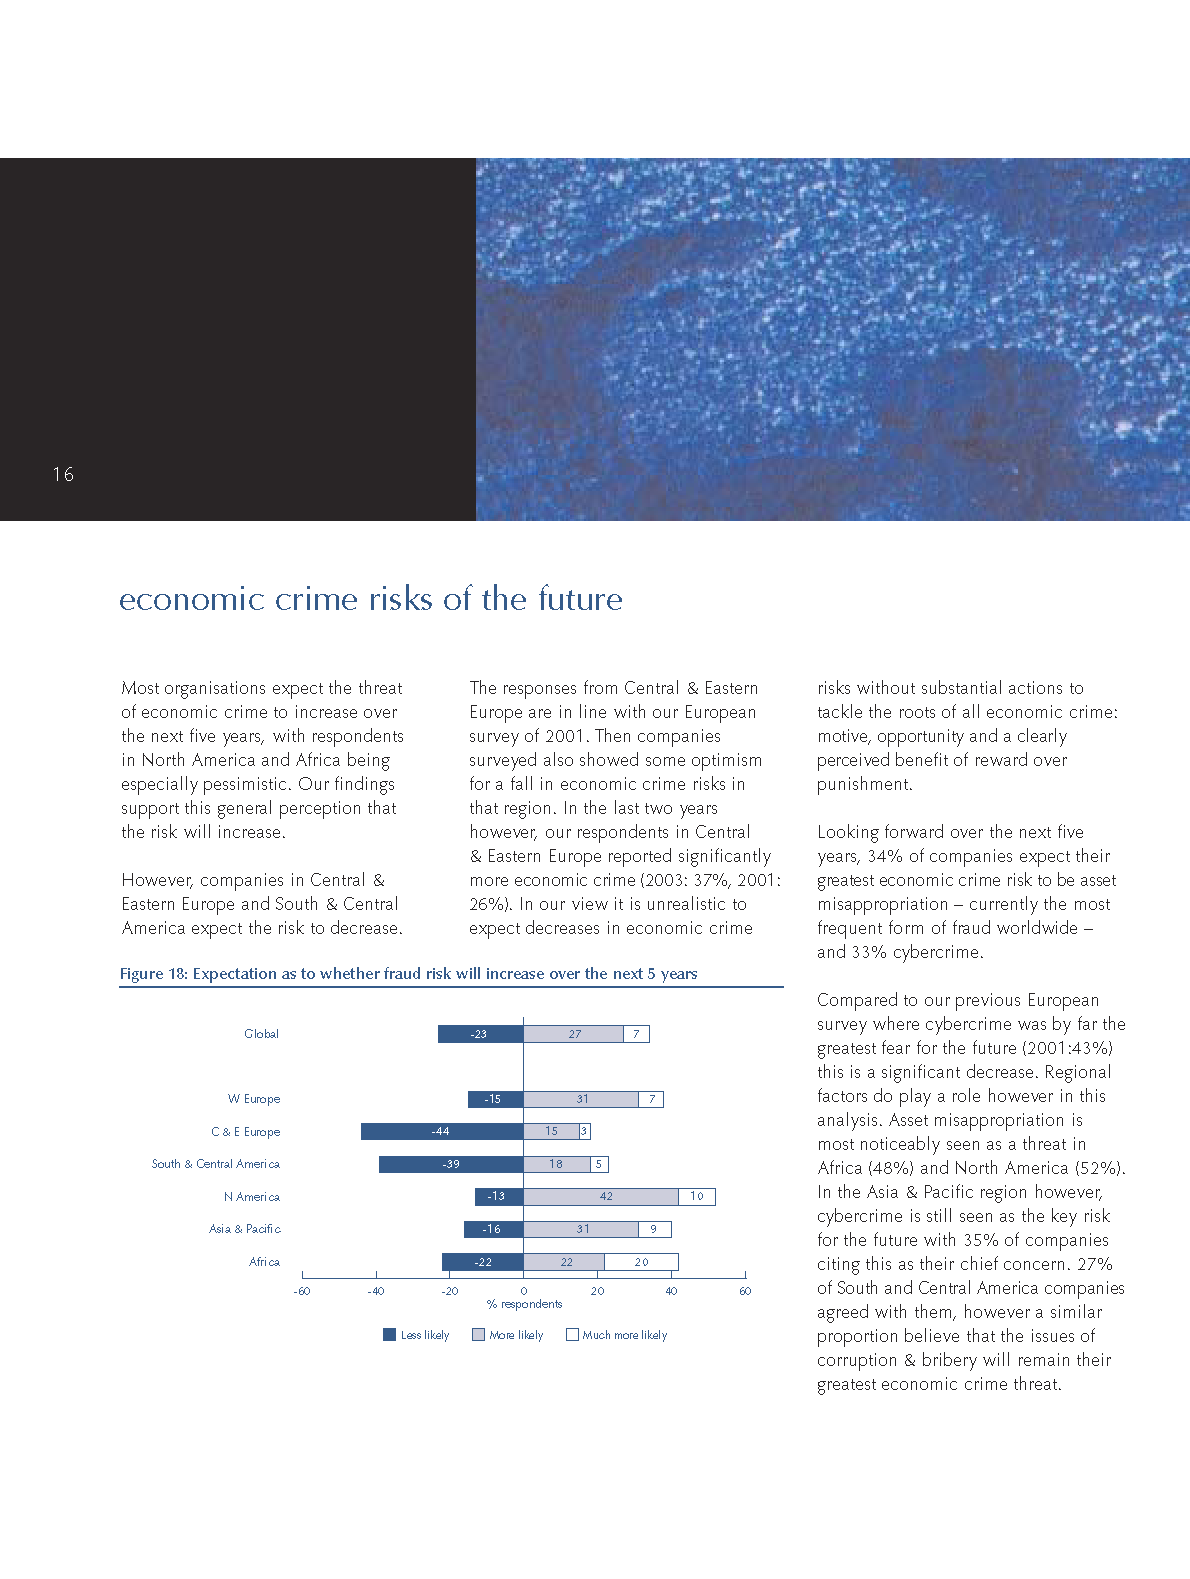 16
economic crime risks of the future
Most organisations expect the threat
of economic crime to increase over
the next five years, with respondents
in North America and Africa being
especially pessimistic. Our findings
support this general perception that
the risk will increase.
However, companies in Central &
Eastern Europe and South & Central
America expect the risk to decrease.
The responses from Central & Eastern
Europe are in line with our European
survey of 2001. Then companies
surveyed also showed some optimism
for a fall in economic crime risks in
that region. In the last two years
however, our respondents in Central
& Eastern Europe reported significantly
more economic crime (2003: 37%, 2001:
26%). In our view it is unrealistic to
expect decreases in economic crime
risks without substantial actions to
tackle the roots of all economic crime:
motive, opportunity and a clearly
perceived benefit of reward over
punishment.
Looking forward over the next five
years, 34% of companies expect their
greatest economic crime risk to be asset
misappropriation – currently the most
frequent form of fraud worldwide –
and 33% cybercrime.
Compared to our previous European
survey where cybercrime was by far the
greatest fear for the future (2001:43%)
this is a significant decrease. Regional
factors do play a role however in this
analysis. Asset misappropriation is
most noticeably seen as a threat in
Africa (48%) and North America (52%).
In the Asia & Pacific region however,
cybercrime is still seen as the key risk
for the future with 35% of companies
citing this as their chief concern. 27%
of South and Central America companies
agreed with them, however a similar
proportion believe that the issues of
corruption & bribery will remain their
greatest economic crime threat.
Figure 18: Expectation as to whether fraud risk will increase over the next 5 years
Global -23 27 7
W Europe -15 31 7
C & E Europe -44 15 3
South & Central America -39 18 5
N America -13 42 10
Asia & Pacific -16 31 9
Africa -22 22 20
-60 -40 -20 0 20 40 60
% respondents
Less likely More likely Much more likely